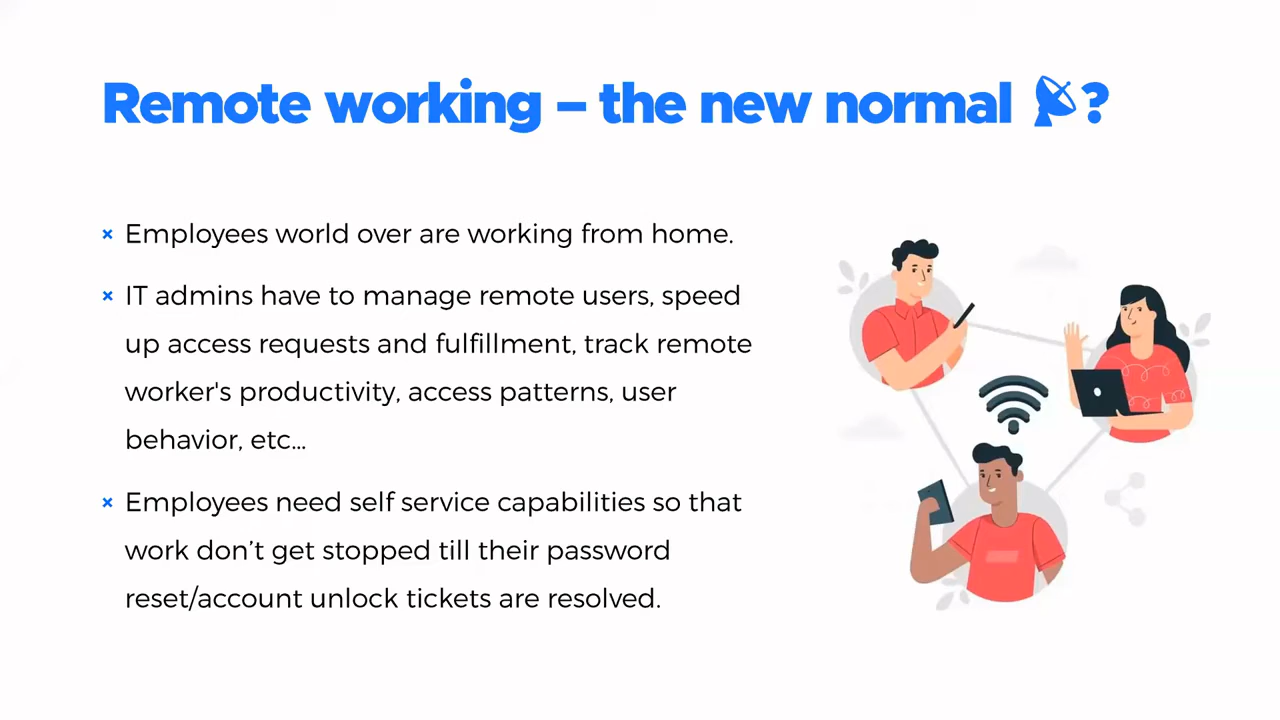 Remote working – the new normal 📡?
× Employees world over are working from home.
× IT admins have to manage remote users, speed
up access requests and fulfillment, track remote
worker's productivity, access patterns, user
behavior, etc...
× Employees need self service capabilities so that
work don’t get stopped till their password
reset/account unlock tickets are resolved.